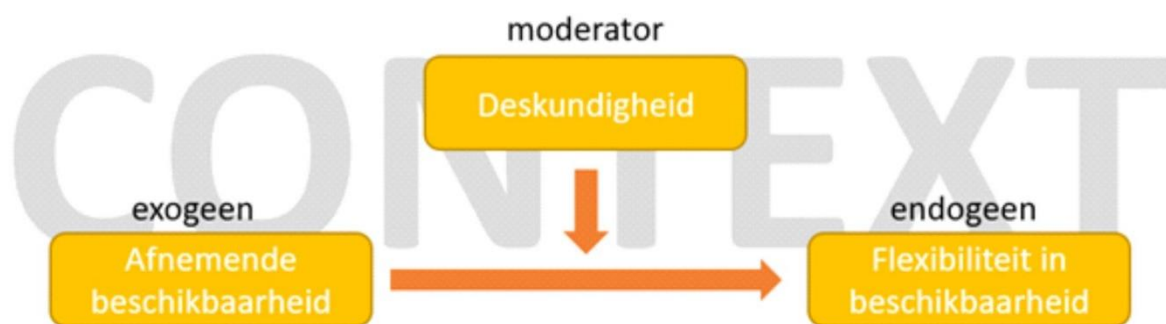 CONTEXT
moderator
Deskundigheid
exogeen
endogeen
Afnemende
beschikbaarheid
Flexibiliteit in
beschikbaarheid